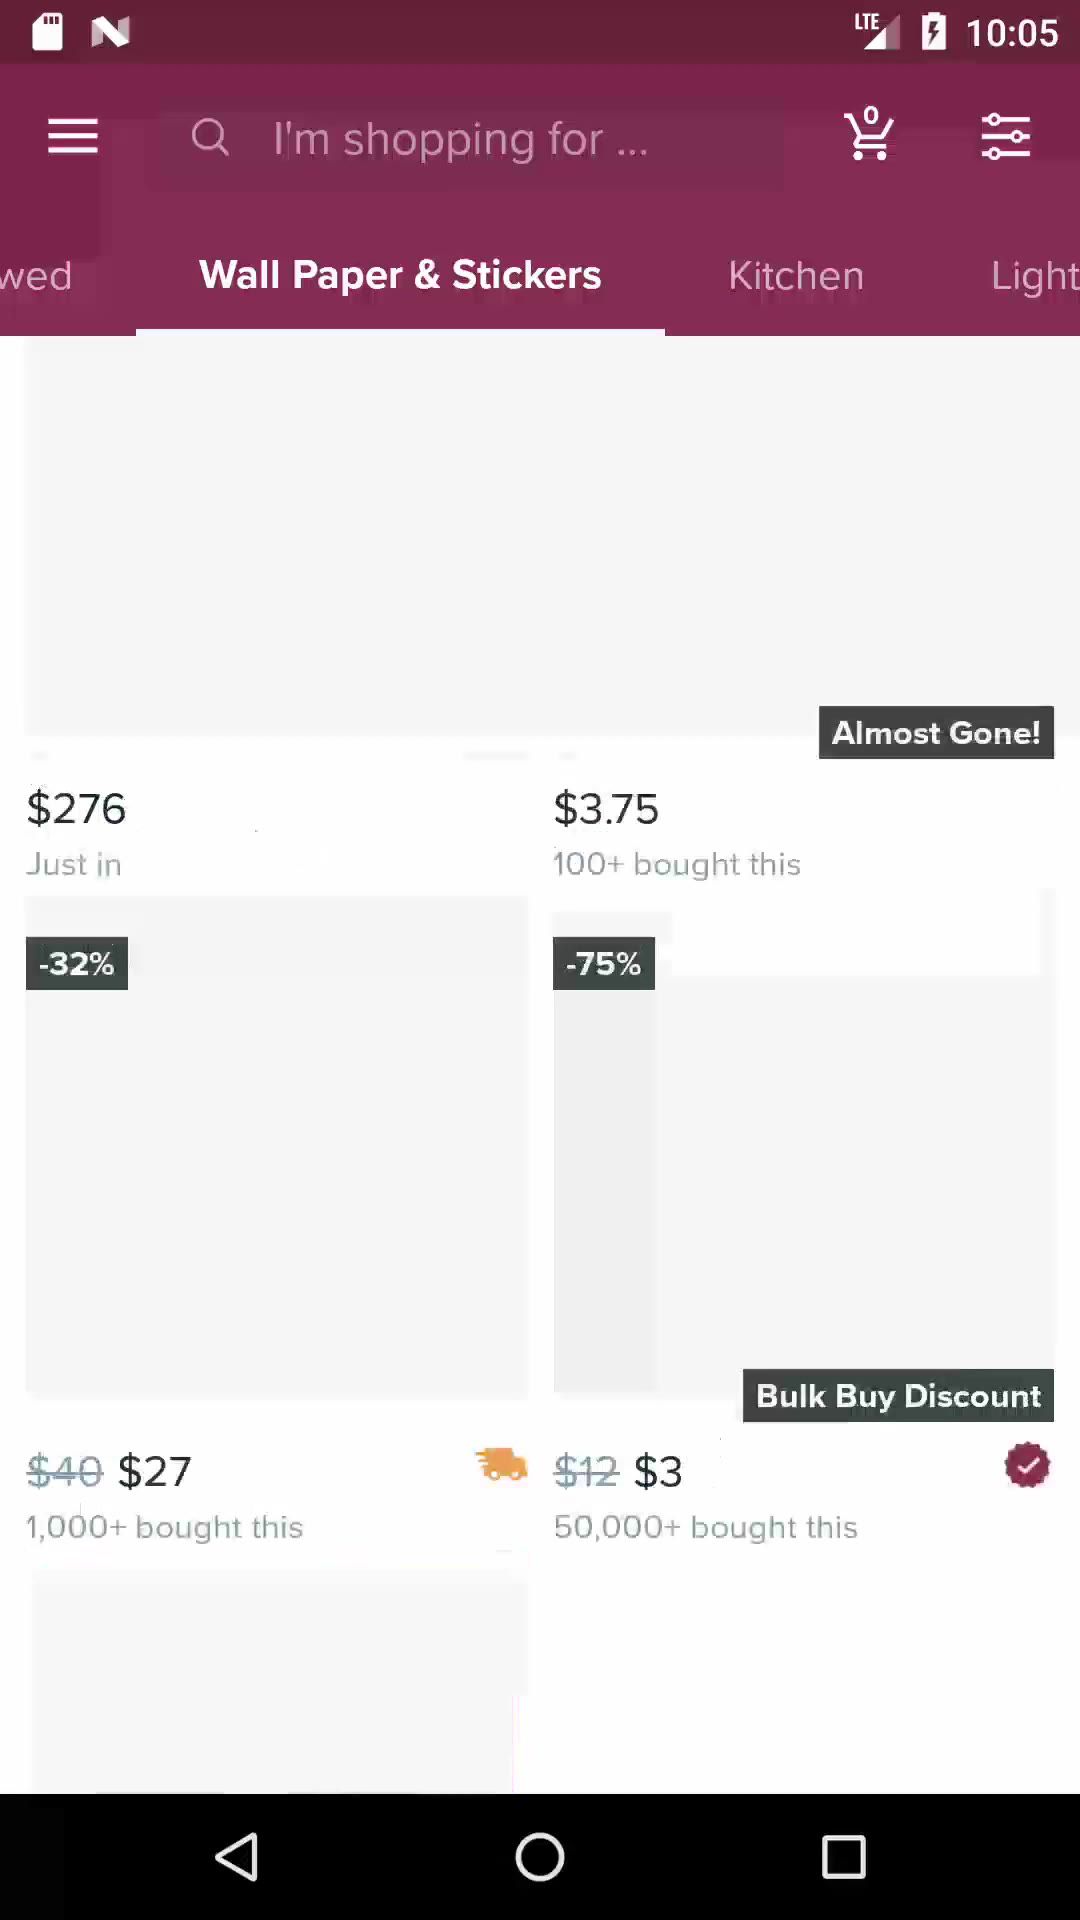 LTE 10:05
I'm shopping for ... 0
wed Wall Paper & Stickers Kitchen Light
Almost Gone!
$276 $3.75
Just in 100+ bought this
-32% -75%
Bulk Buy Discount
$40 $27 $12 $3
1,000+ bought this 50,000+ bought this